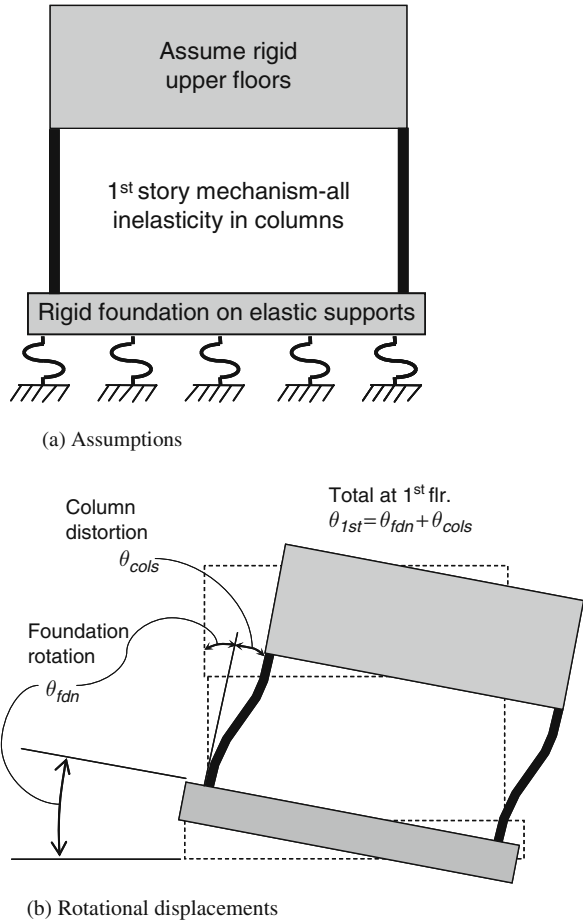 Assume rigid
upper floors
1st story mechanism-all
inelasticity in columns
Rigid foundation on elastic supports
(a) Assumptions
Total at 1st flr.
θ1st=θfdn+θcols
Column
distortion
θcols
Foundation
rotation
θfdn
(b) Rotational displacements